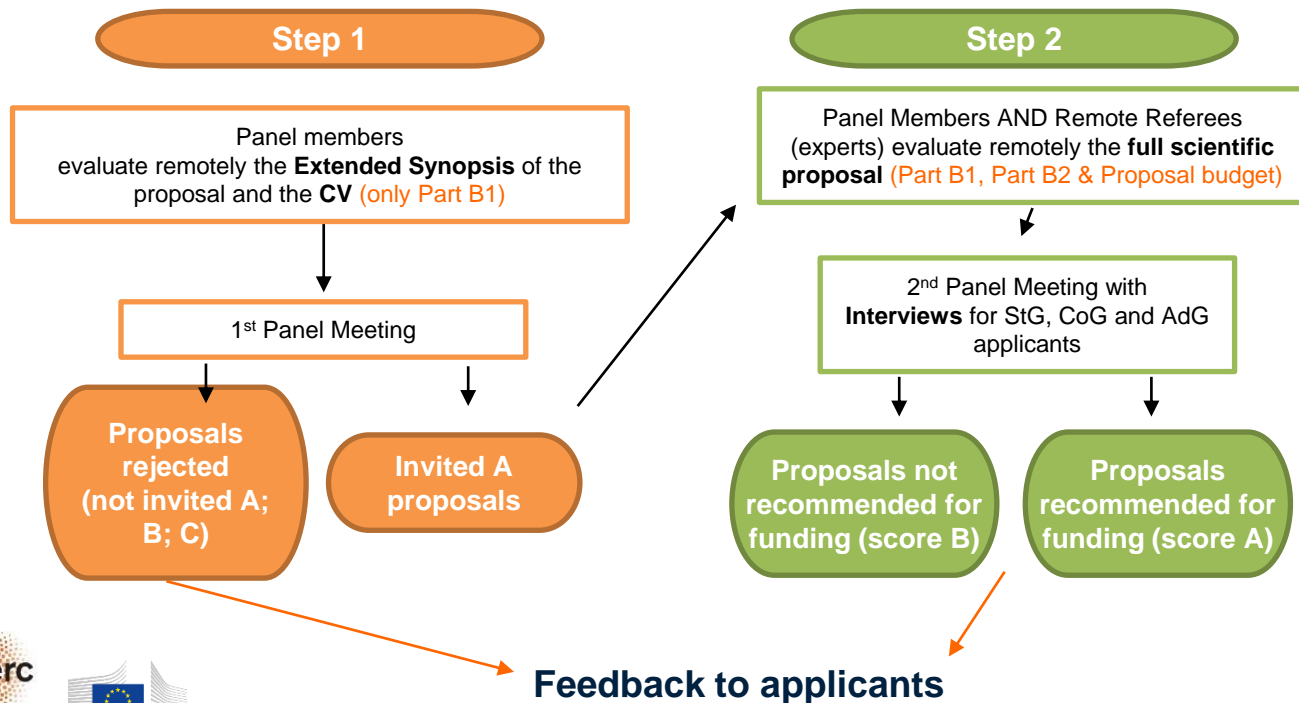 Step 1
Panel members
evaluate remotely the Extended Synopsis of the
proposal and the CV (only Part B1)
1st Panel Meeting
Proposals
rejected
(not invited A;
B; C)
Invited A
proposals
Step 2
Panel Members AND Remote Referees
(experts) evaluate remotely the full scientific
proposal (Part B1, Part B2 & Proposal budget)
2nd Panel Meeting with
Interviews for StG, CoG and AdG
applicants
Proposals not
recommended for
funding (score B)
Proposals
recommended for
funding (score A)
Feedback to applicants